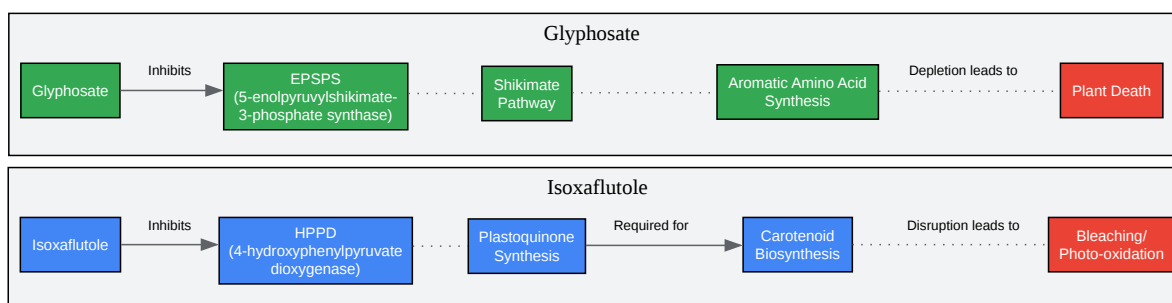 Glyphosate
Glyphosate
Inhibits
EPSPS
(5-enolpyruvylshikimate-
3-phosphate synthase)
Shikimate
Pathway
Aromatic Amino Acid
Synthesis
Depletion leads to
Plant Death
Isoxaflutole
Isoxaflutole
Inhibits
HPPD
(4-hydroxyphenylpyruvate
dioxygenase)
Plastoquinone
Synthesis
Required for
Carotenoid
Biosynthesis
Disruption leads to
Bleaching/
Photo-oxidation